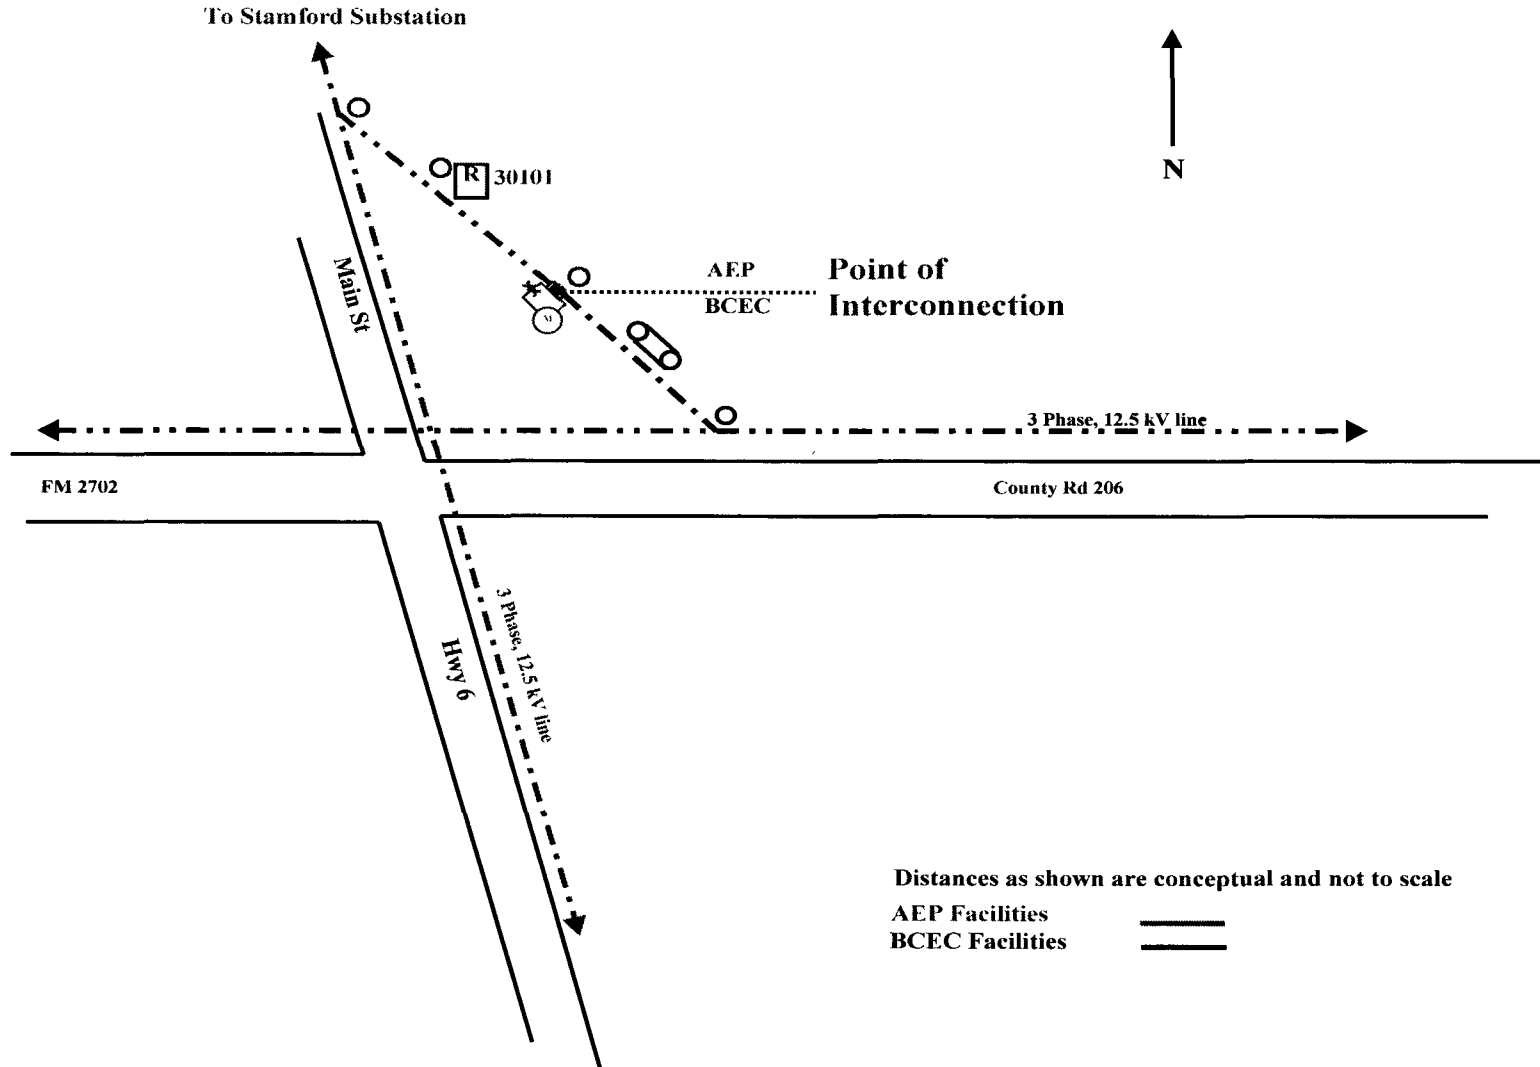 To Stamford Substation
N
R 30101
AEP
BCEC
Point of
Interconnection
M
Main St
3 Phase, 12.5 kV line
FM 2702
County Rd 206
3 Phase, 12.5 kV line
Hwy 6
Distances as shown are conceptual and not to scale
AEP Facilities
BCEC Facilities